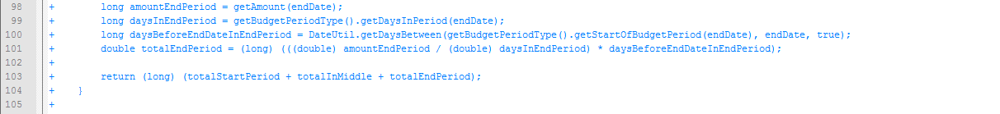 98 + long amountEndPeriod = getAmount(endDate);
99 + long daysInEndPeriod = getBudgetPeriodType().getDaysInPeriod(endDate);
100 + long daysBeforeEndDateInEndPeriod = DateUtil.getDaysBetween(getBudgetPeriodType().getStartOfBudgetPeriod(endDate), endDate, true);
101 + double totalEndPeriod = (long) (((double) amountEndPeriod / (double) daysInEndPeriod) * daysBeforeEndDateInEndPeriod);
102 +
103 + return (long) (totalStartPeriod + totalInMiddle + totalEndPeriod);
104 + }
105 +